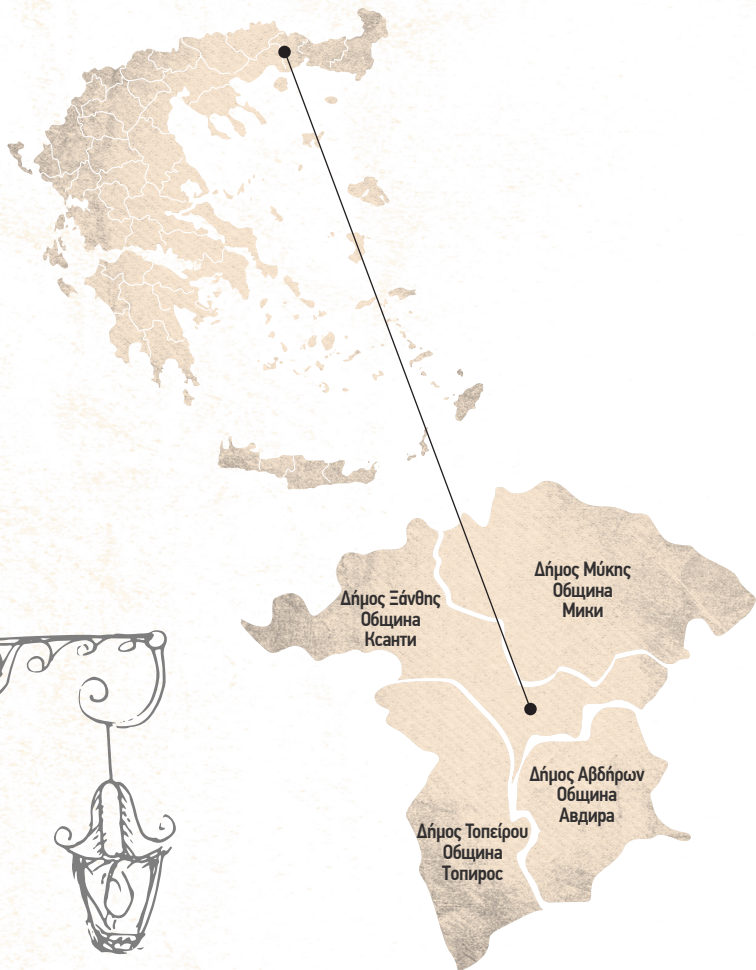 Δήμος Μύκης
Община
Мики
Δήμος Ξάνθης
Община
Ксанти
Δήμος Αβδήρων
Община
Авдира
Δήμος Τοπείρου
Община
Топирос